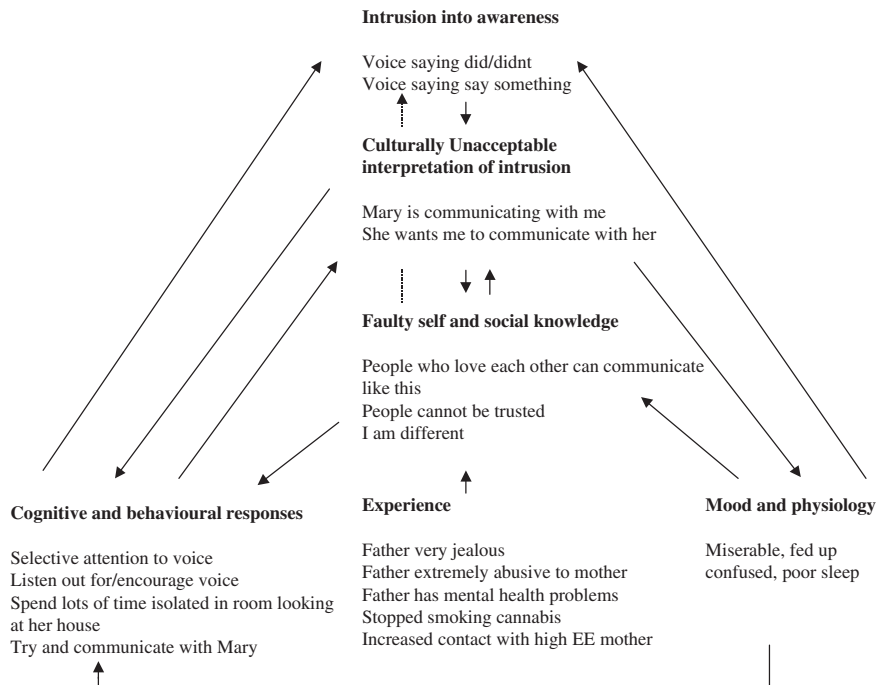 Intrusion into awareness
Voice saying did/didnt
Voice saying say something
Culturally Unacceptable
interpretation of intrusion
Mary is communicating with me
She wants me to communicate with her
Faulty self and social knowledge
People who love each other can communicate
like this
People cannot be trusted
I am different
Cognitive and behavioural responses
Selective attention to voice
Listen out for/encourage voice
Spend lots of time isolated in room looking
at her house
Try and communicate with Mary
Experience
Father very jealous
Father extremely abusive to mother
Father has mental health problems
Stopped smoking cannabis
Increased contact with high EE mother
Mood and physiology
Miserable, fed up
confused, poor sleep